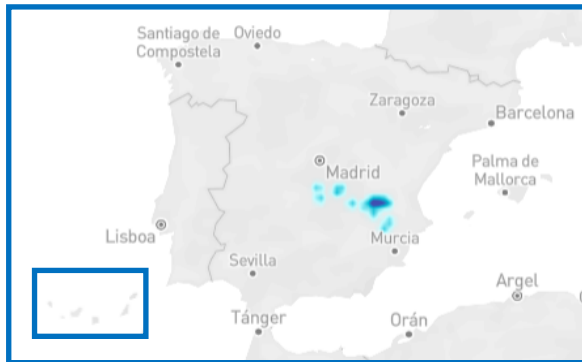 Santiago de
Compostela
Oviedo
Zaragoza
Barcelona
Madrid
Palma de
Mallorca
Lisboa
Murcia
Sevilla
Argel
Tánger
Orán